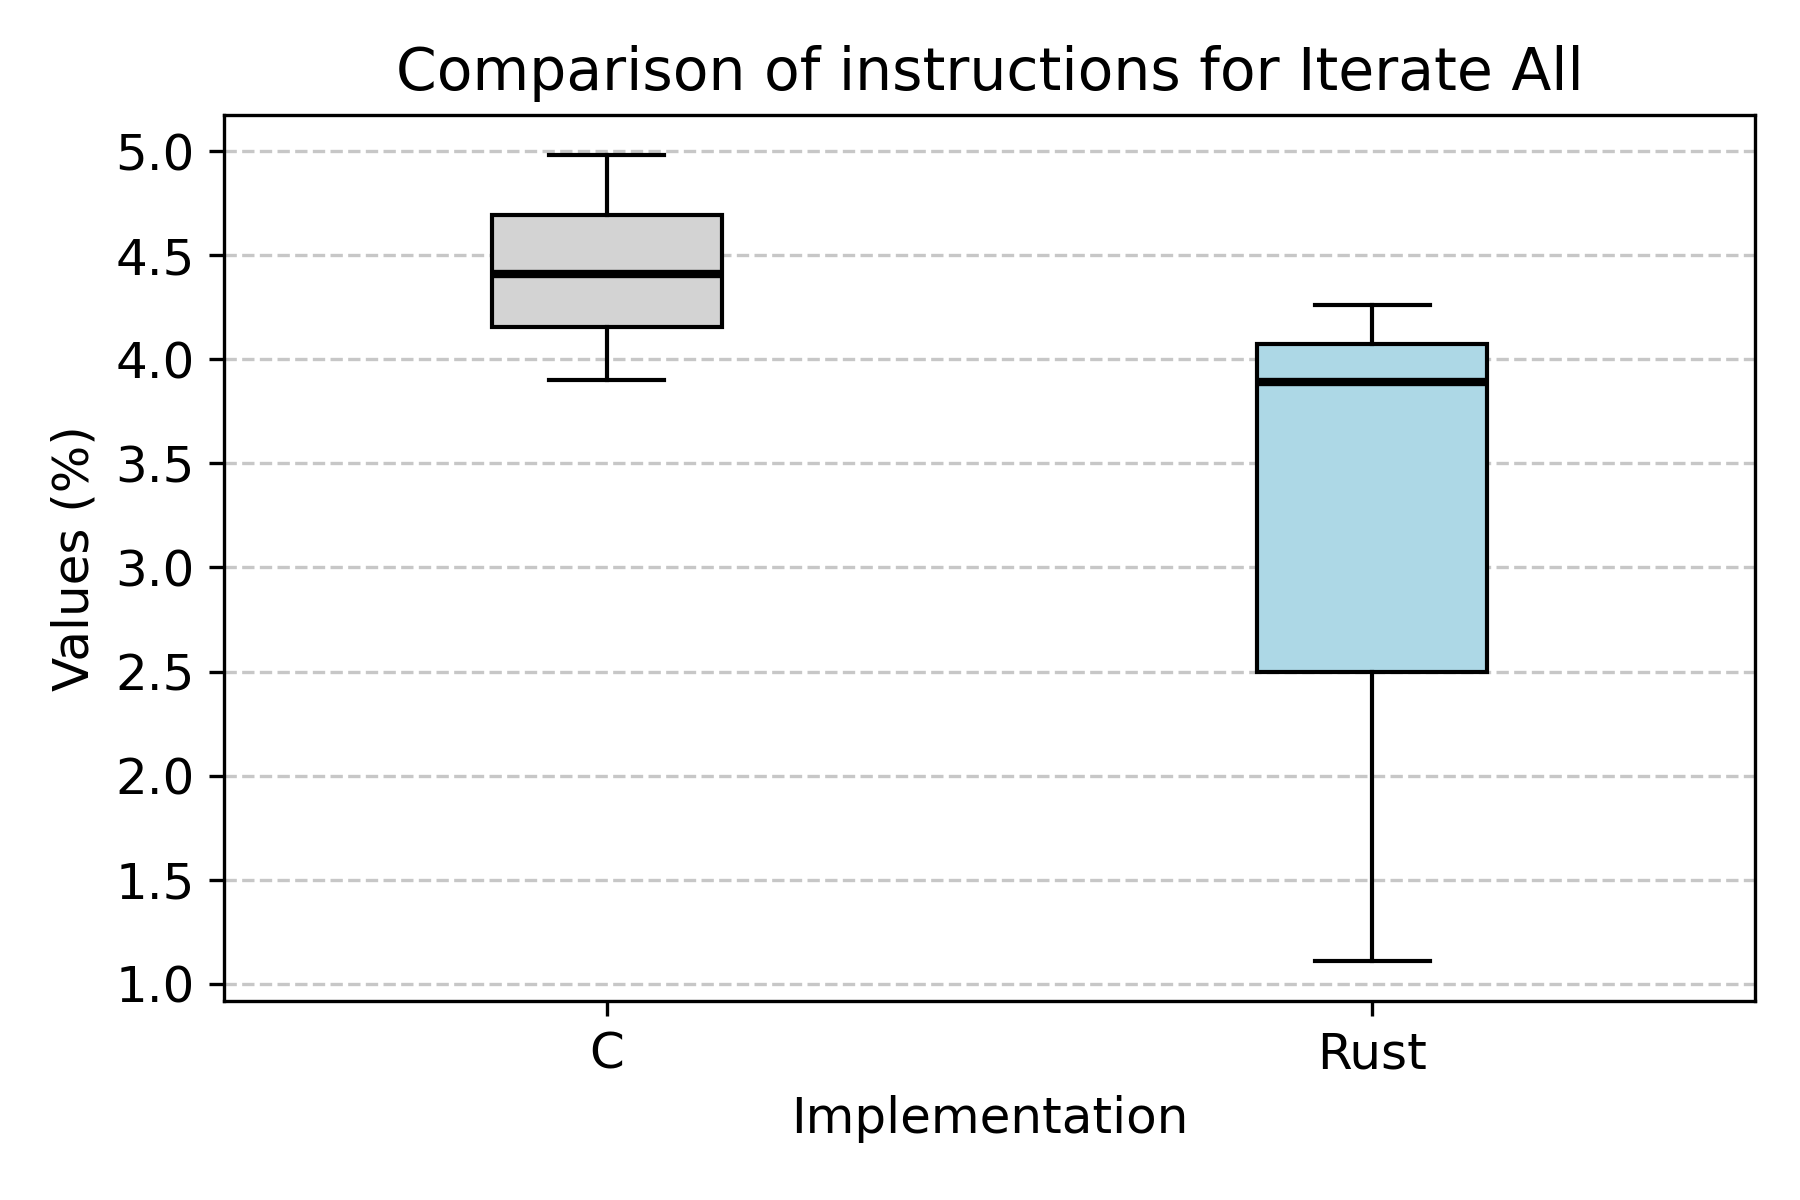 Comparison of instructions for Iterate All
Values (%)
5.0
4.5
4.0
3.5
3.0
2.5
2.0
1.5
1.0
C
Rust
Implementation